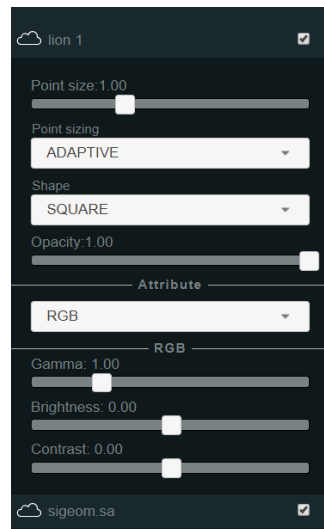 lion 1
Point size:1.00
Point sizing
ADAPTIVE
Shape
SQUARE
Opacity:1.00
Attribute
RGB
RGB
Gamma: 1.00
Brightness: 0.00
Contrast: 0.00
sigeom.sa